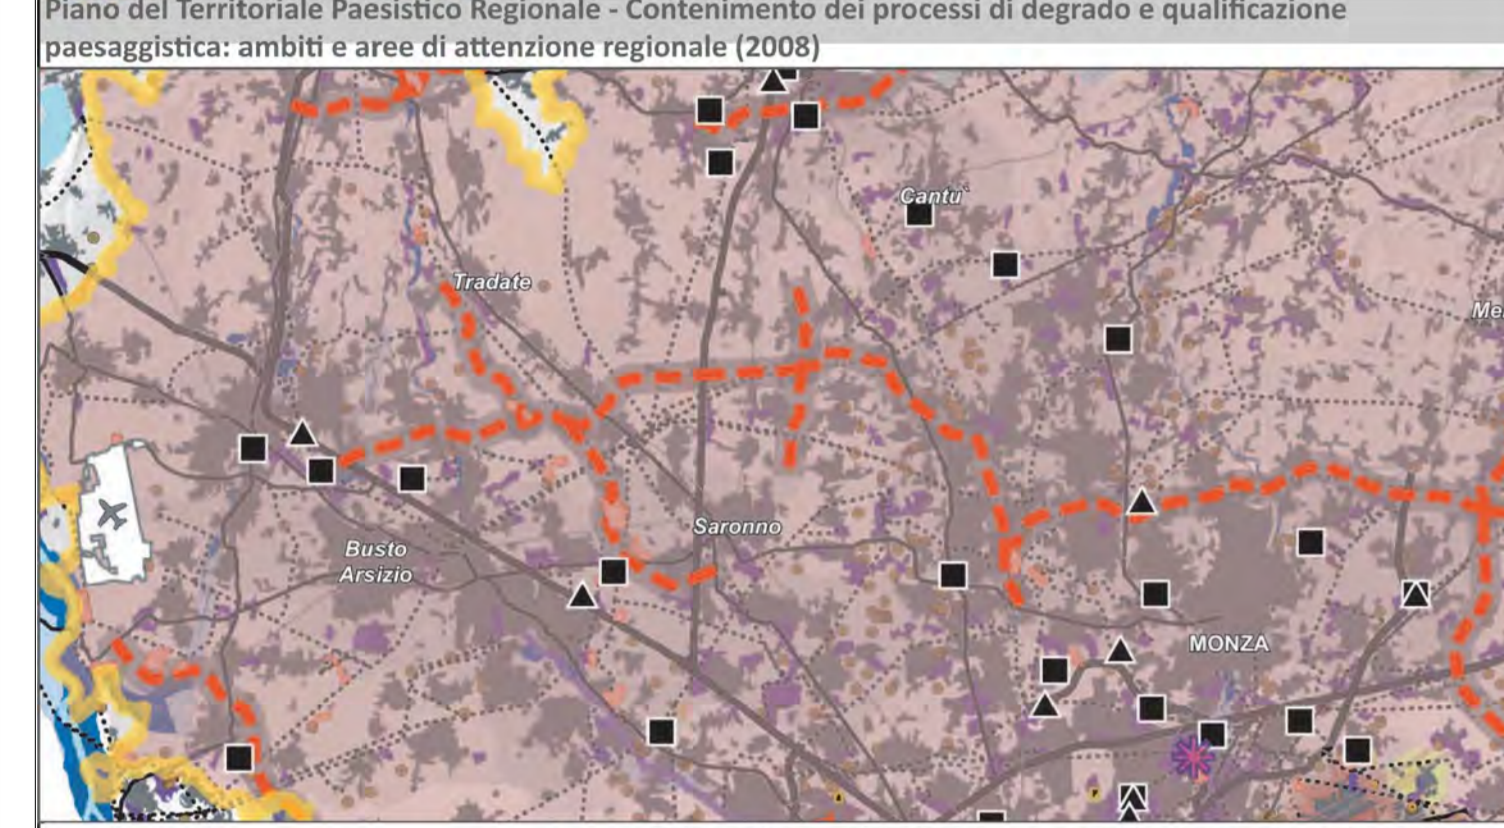 Piano del Territoriale Paesistico Regionale - Contenimento dei processi di degrado e qualificazione
paesaggistica: ambiti e aree di attenzione regionale (2008)
Cantu'
Tradate
Me
Saronno
Busto
Arsizio
MONZA